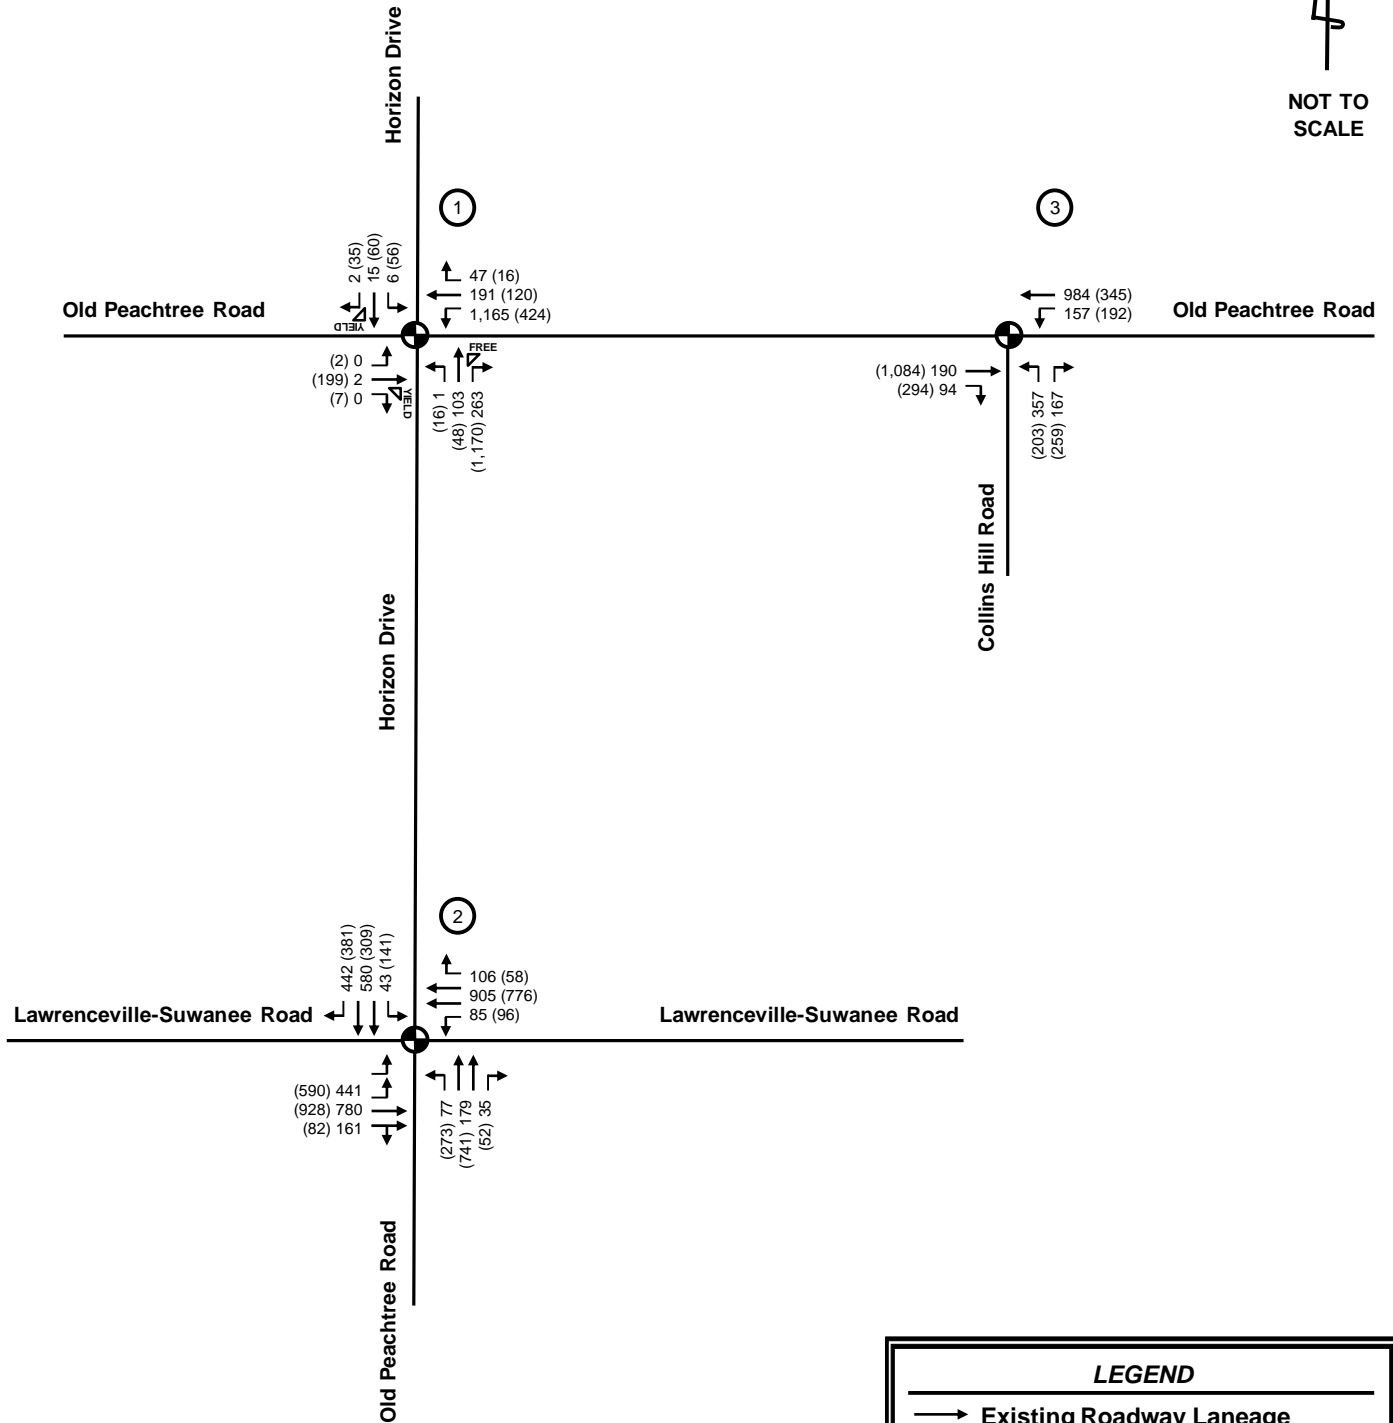 Horizon Drive
NOT TO
SCALE
1
3
2 (35)
15 (60)
6 (56)
47 (16)
191 (120)
1,165 (424)
984 (345)
157 (192)
Old Peachtree Road
Old Peachtree Road
YIELD
FREE
(2) 0
(199) 2
(7) 0
YIELD
(16) 1
(48) 103
(1,170) 263
(1,084) 190
(294) 94
(203) 357
(259) 167
Collins Hill Road
Horizon Drive
2
442 (381)
580 (309)
43 (141)
106 (58)
905 (776)
85 (96)
Lawrenceville-Suwanee Road
Lawrenceville-Suwanee Road
(590) 441
(928) 780
(82) 161
(273) 77
(741) 179
(52) 35
Old Peachtree Road
LEGEND
Existing Roadway Laneage